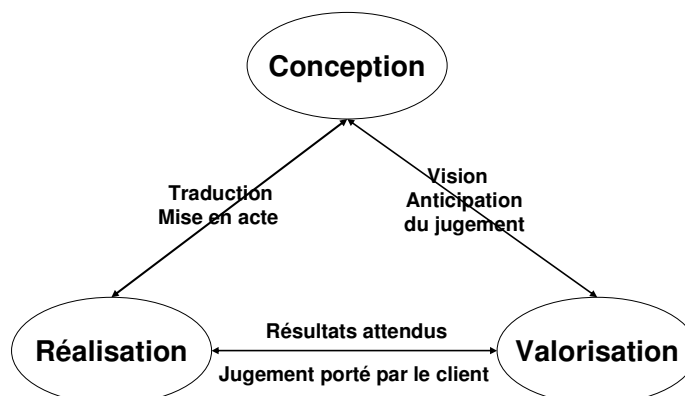 Conception
Traduction
Mise en acte
Vision
Anticipation
du jugement
Réalisation
Résultats attendus
Jugement porté par le client
Valorisation